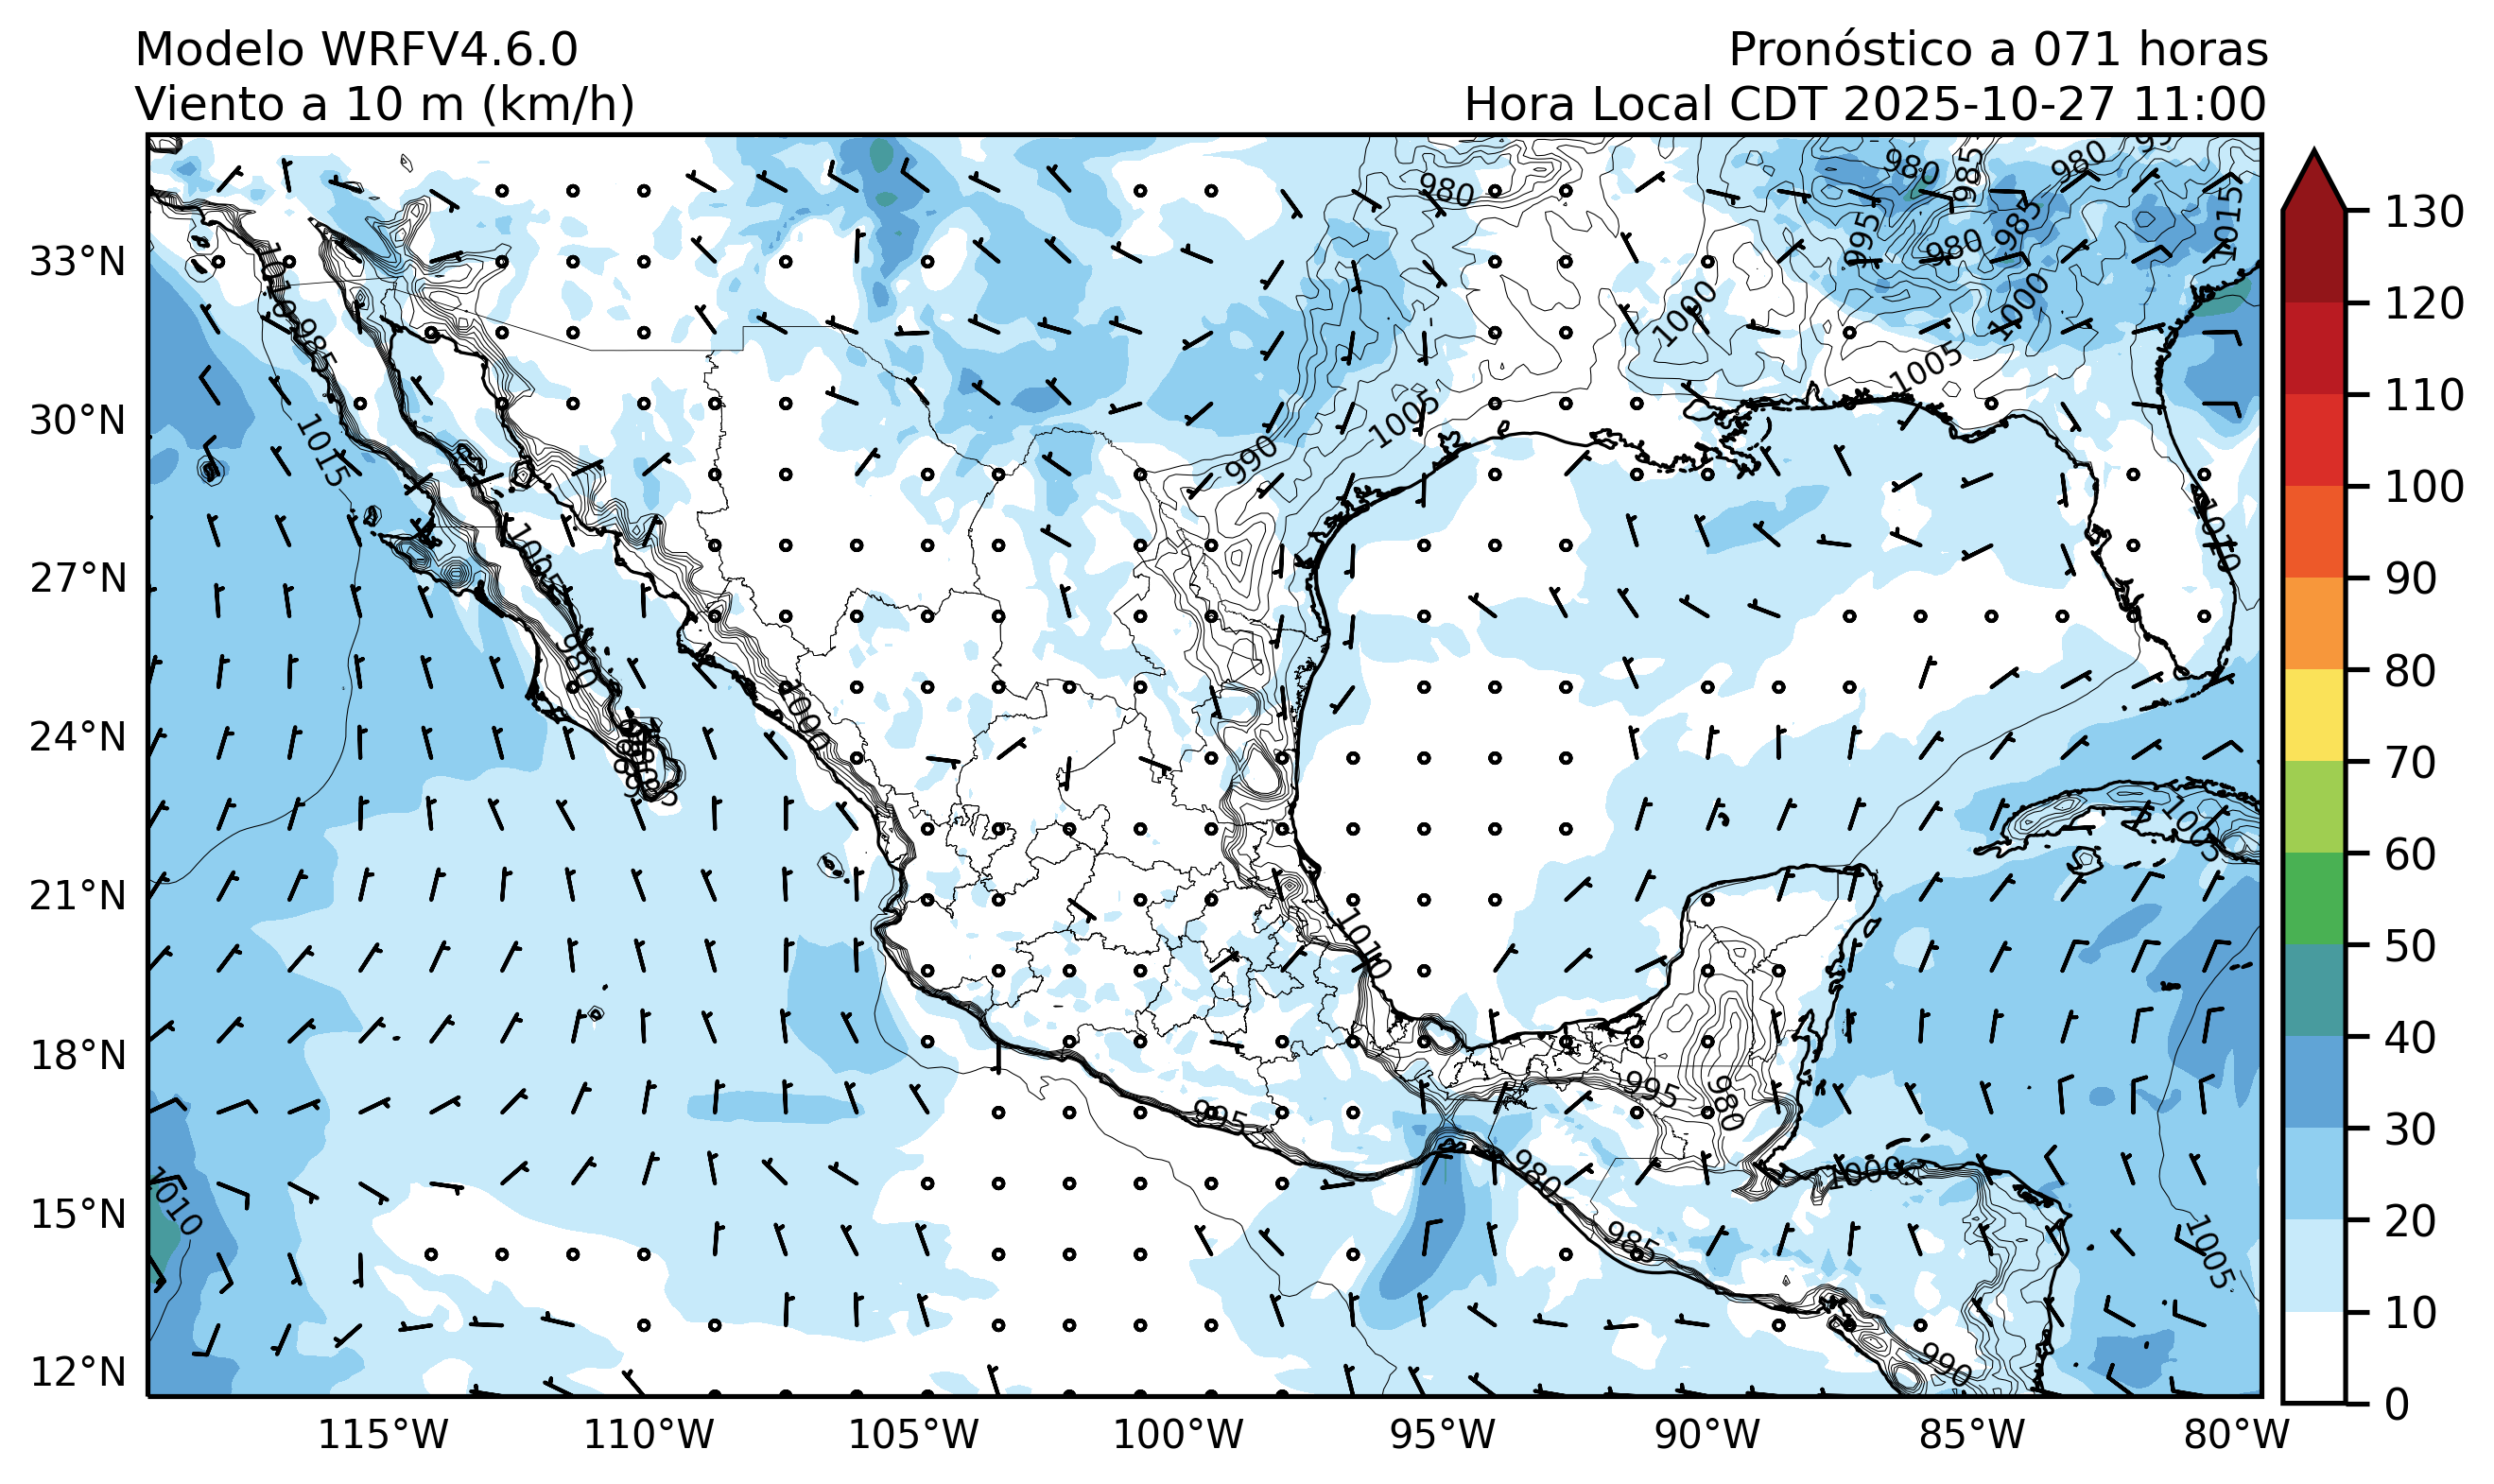 Modelo WRFV4.6.0
Viento a 10 m (km/h)
Pronóstico a 071 horas
Hora Local CDT 2025-10-27 11:00
33°N
30°N
27°N
24°N
21°N
18°N
15°N
12°N
115°W
110°W
105°W
100°W
95°W
90°W
85°W
80°W
130
120
110
100
90
80
70
60
50
40
30
20
10
0
980
980
985
980
995
980
985
1015
1000
1000
1005
1005
990
1010
985
1015
1005
980
1000
1010
1010
1005
995
995
980
1000
980
985
990
1005
1010